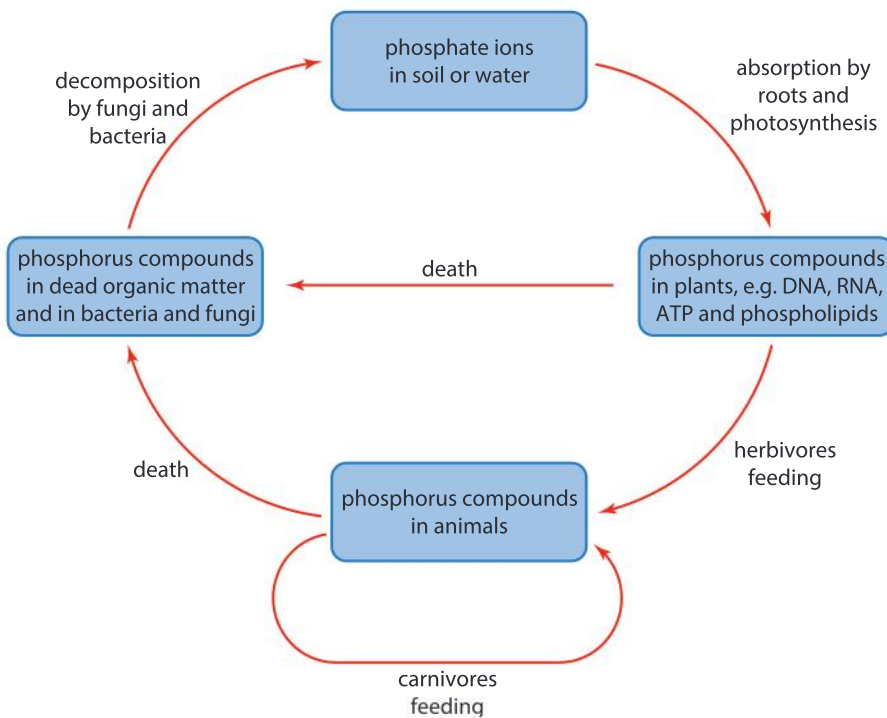 phosphate ions
in soil or water
decomposition
by fungi and
bacteria
absorption by
roots and
photosynthesis
phosphorus compounds
in dead organic matter
and in bacteria and fungi
death
phosphorus compounds
in plants, e.g. DNA, RNA,
ATP and phospholipids
death
herbivores
feeding
phosphorus compounds
in animals
carnivores
feeding